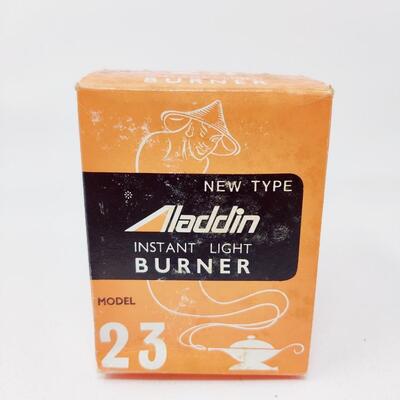 BURNER
NEW TYPE
Aladdin
INSTANT LIGHT
BURNER
MODEL
23